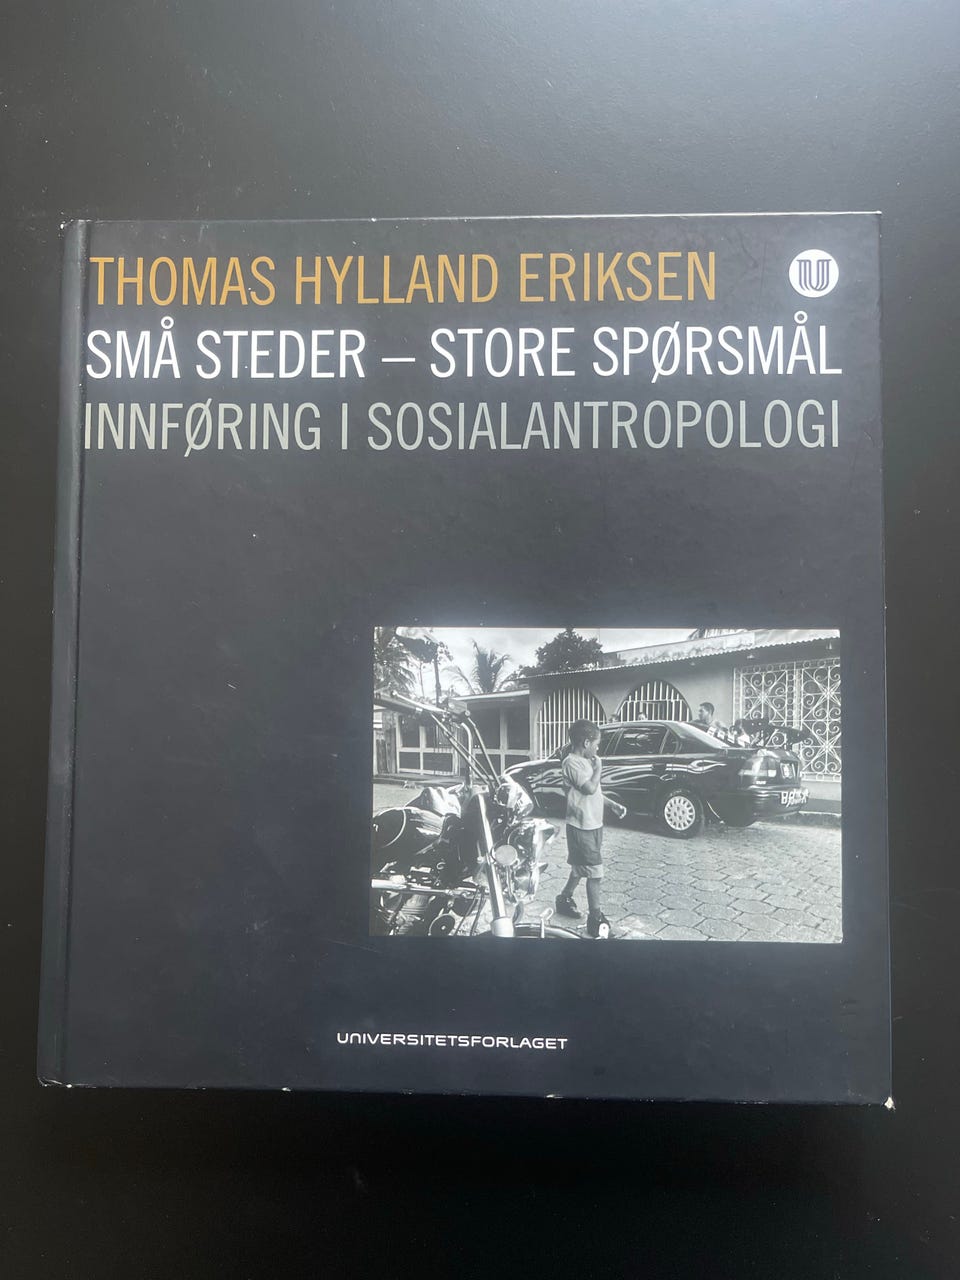 THOMAS HYLLAND ERIKSEN
SMÅ STEDER – STORE SPØRSMÅL
INNFØRING I SOSIALANTROPOLOGI
UNIVERSITETSFORLAGET